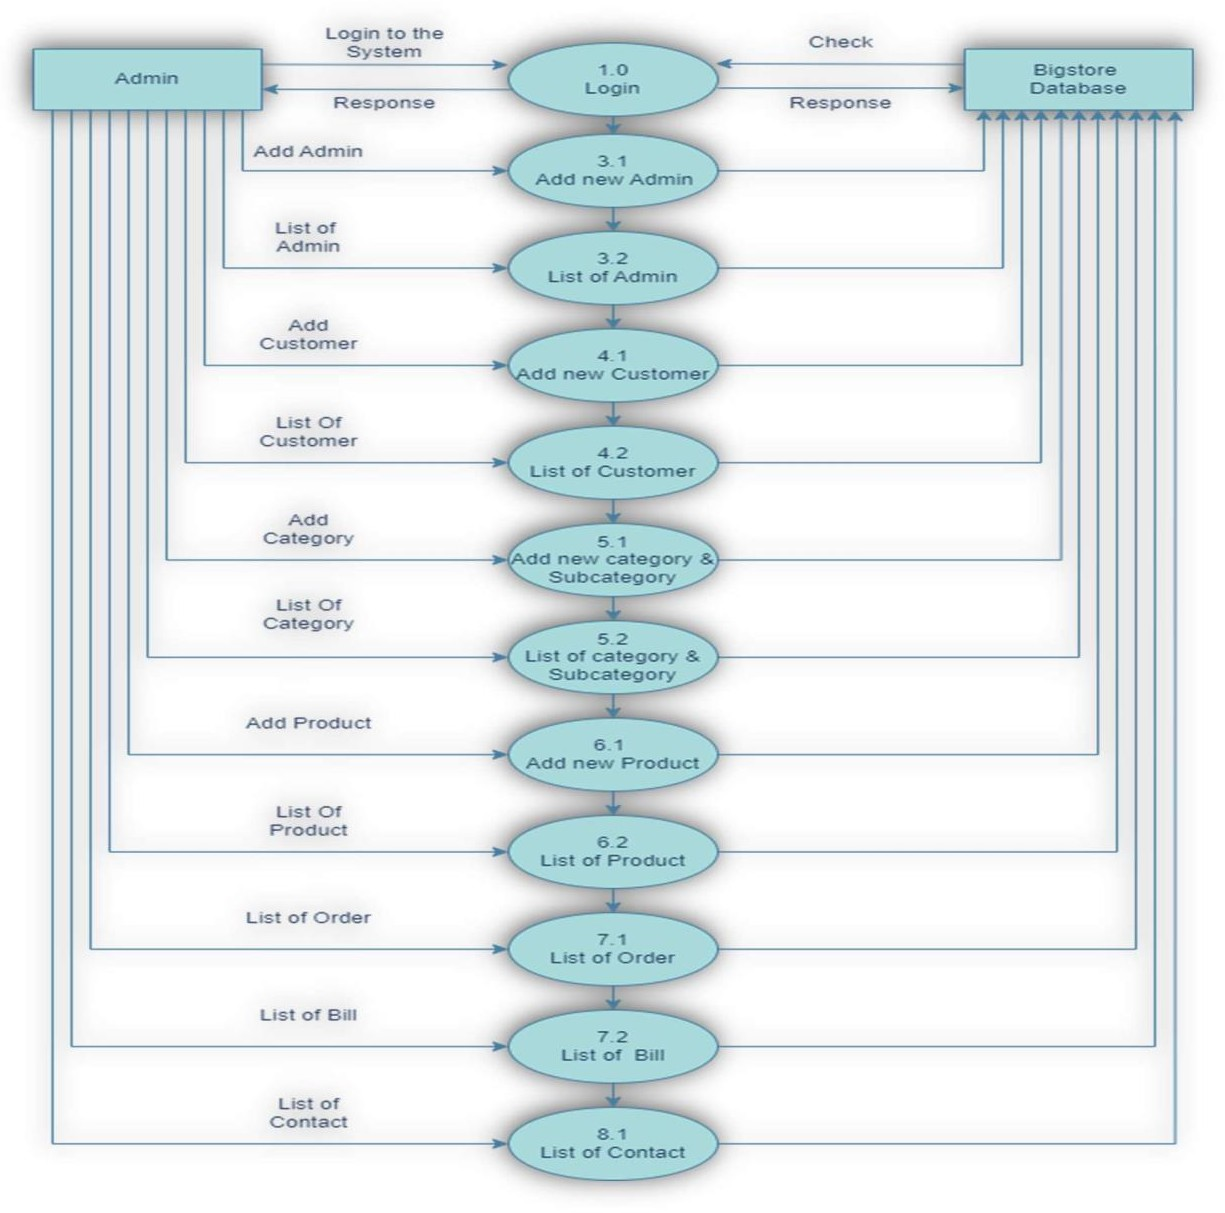 Login to the
System
Check
Admin
1.0
Login
Bigstore
Database
Response
Response
Add Admin
3.1
Add new Admin
List of
Admin
3.2
List of Admin
Add
Customer
4.1
Add new Customer
List Of
Customer
4.2
List of Customer
Add
Category
5.1
Add new category &
Subcategory
List Of
Category
5.2
List of category &
Subcategory
Add Product
6.1
Add new Product
List Of
Product
6.2
List of Product
List of Order
7.1
List of Order
List of Bill
7.2
List of  Bill
List of
Contact
8.1
List of Contact